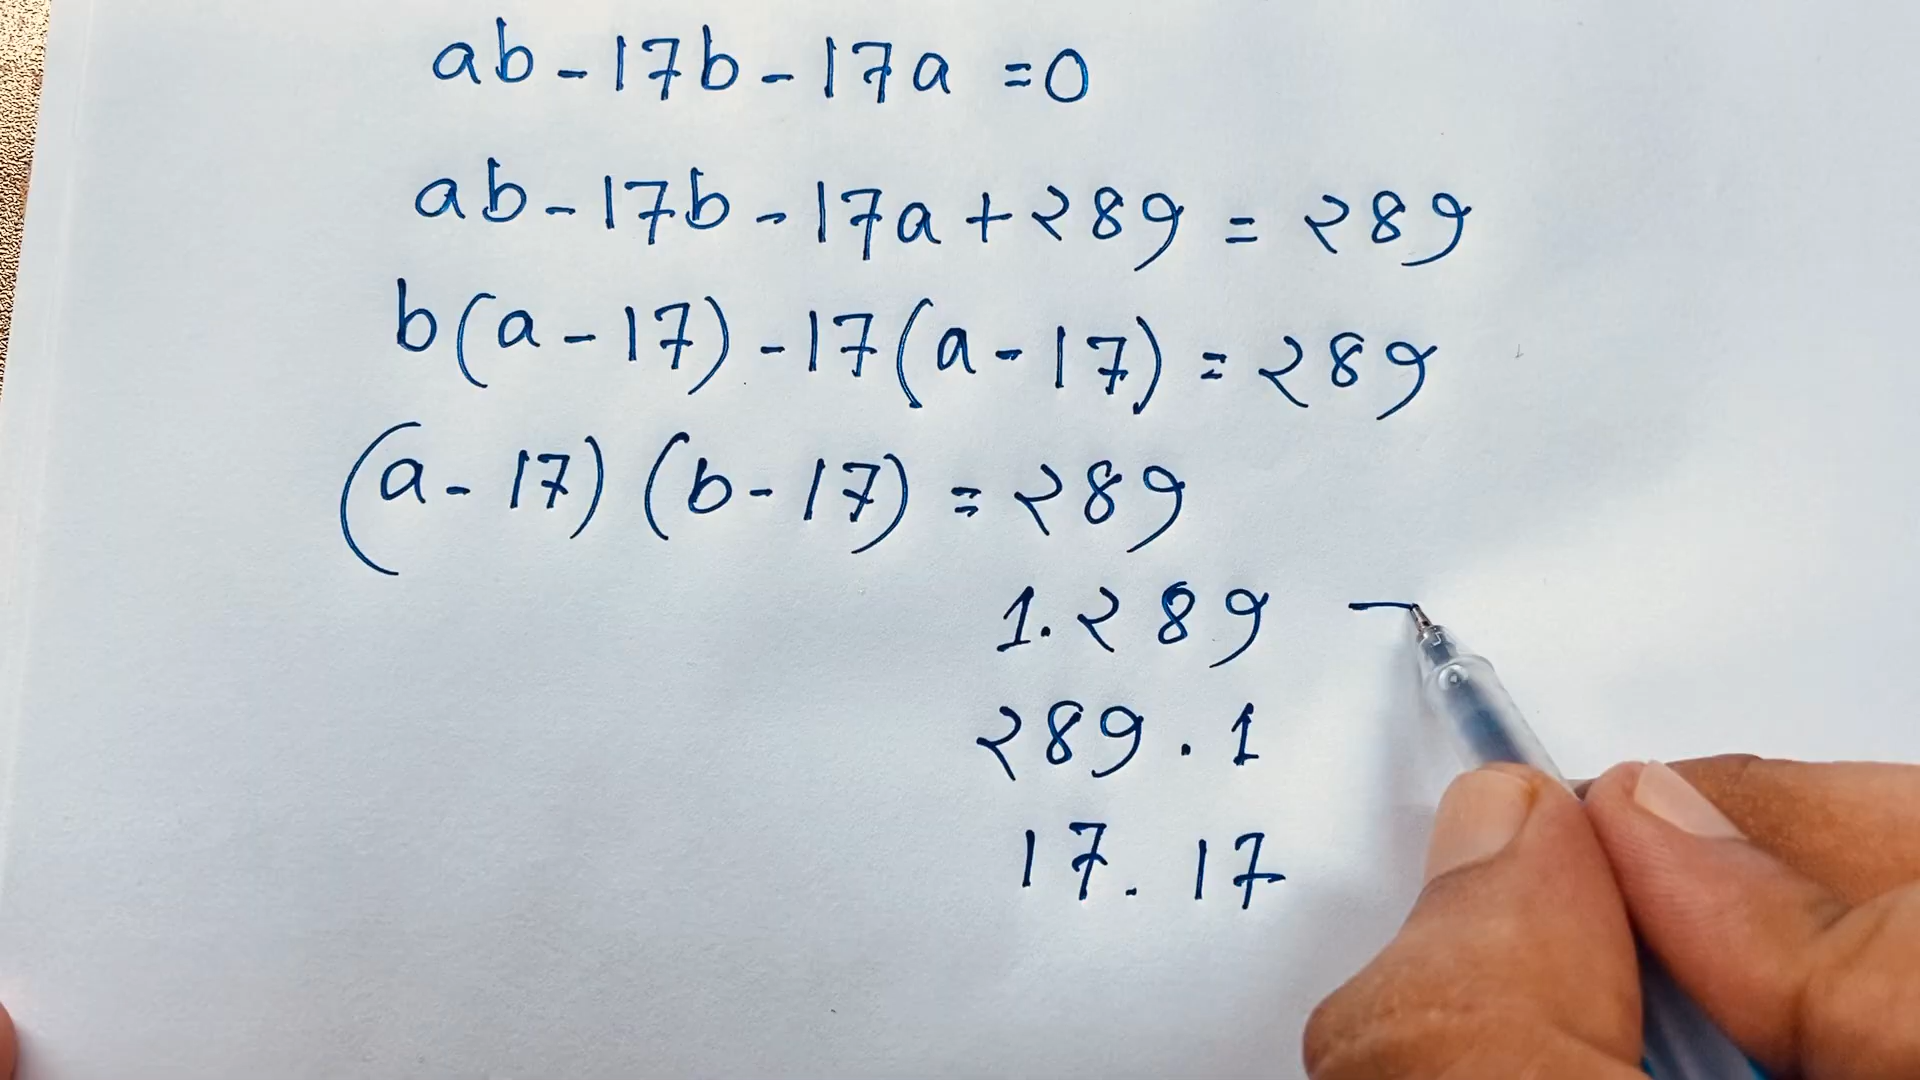 ab - 17b - 17a = 0
ab - 17b - 17a + 289 = 289
b(a - 17) - 17(a - 17) = 289
(a - 17) (b - 17) = 289
1 . 289 —
289 . 1
17 . 17